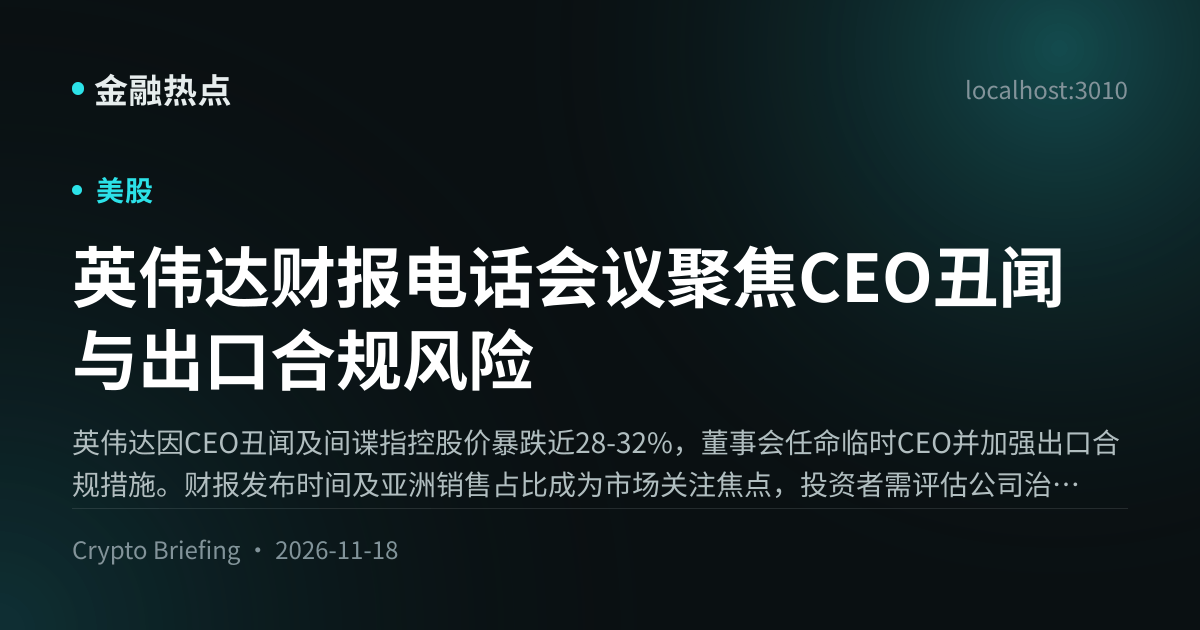 金融热点
localhost:3010
美股
英伟达财报电话会议聚焦CEO丑闻
与出口合规风险
英伟达因CEO丑闻及间谍指控股价暴跌近28-32%，董事会任命临时CEO并加强出口合
规措施。财报发布时间及亚洲销售占比成为市场关注焦点，投资者需评估公司治…
Crypto Briefing · 2026-11-18